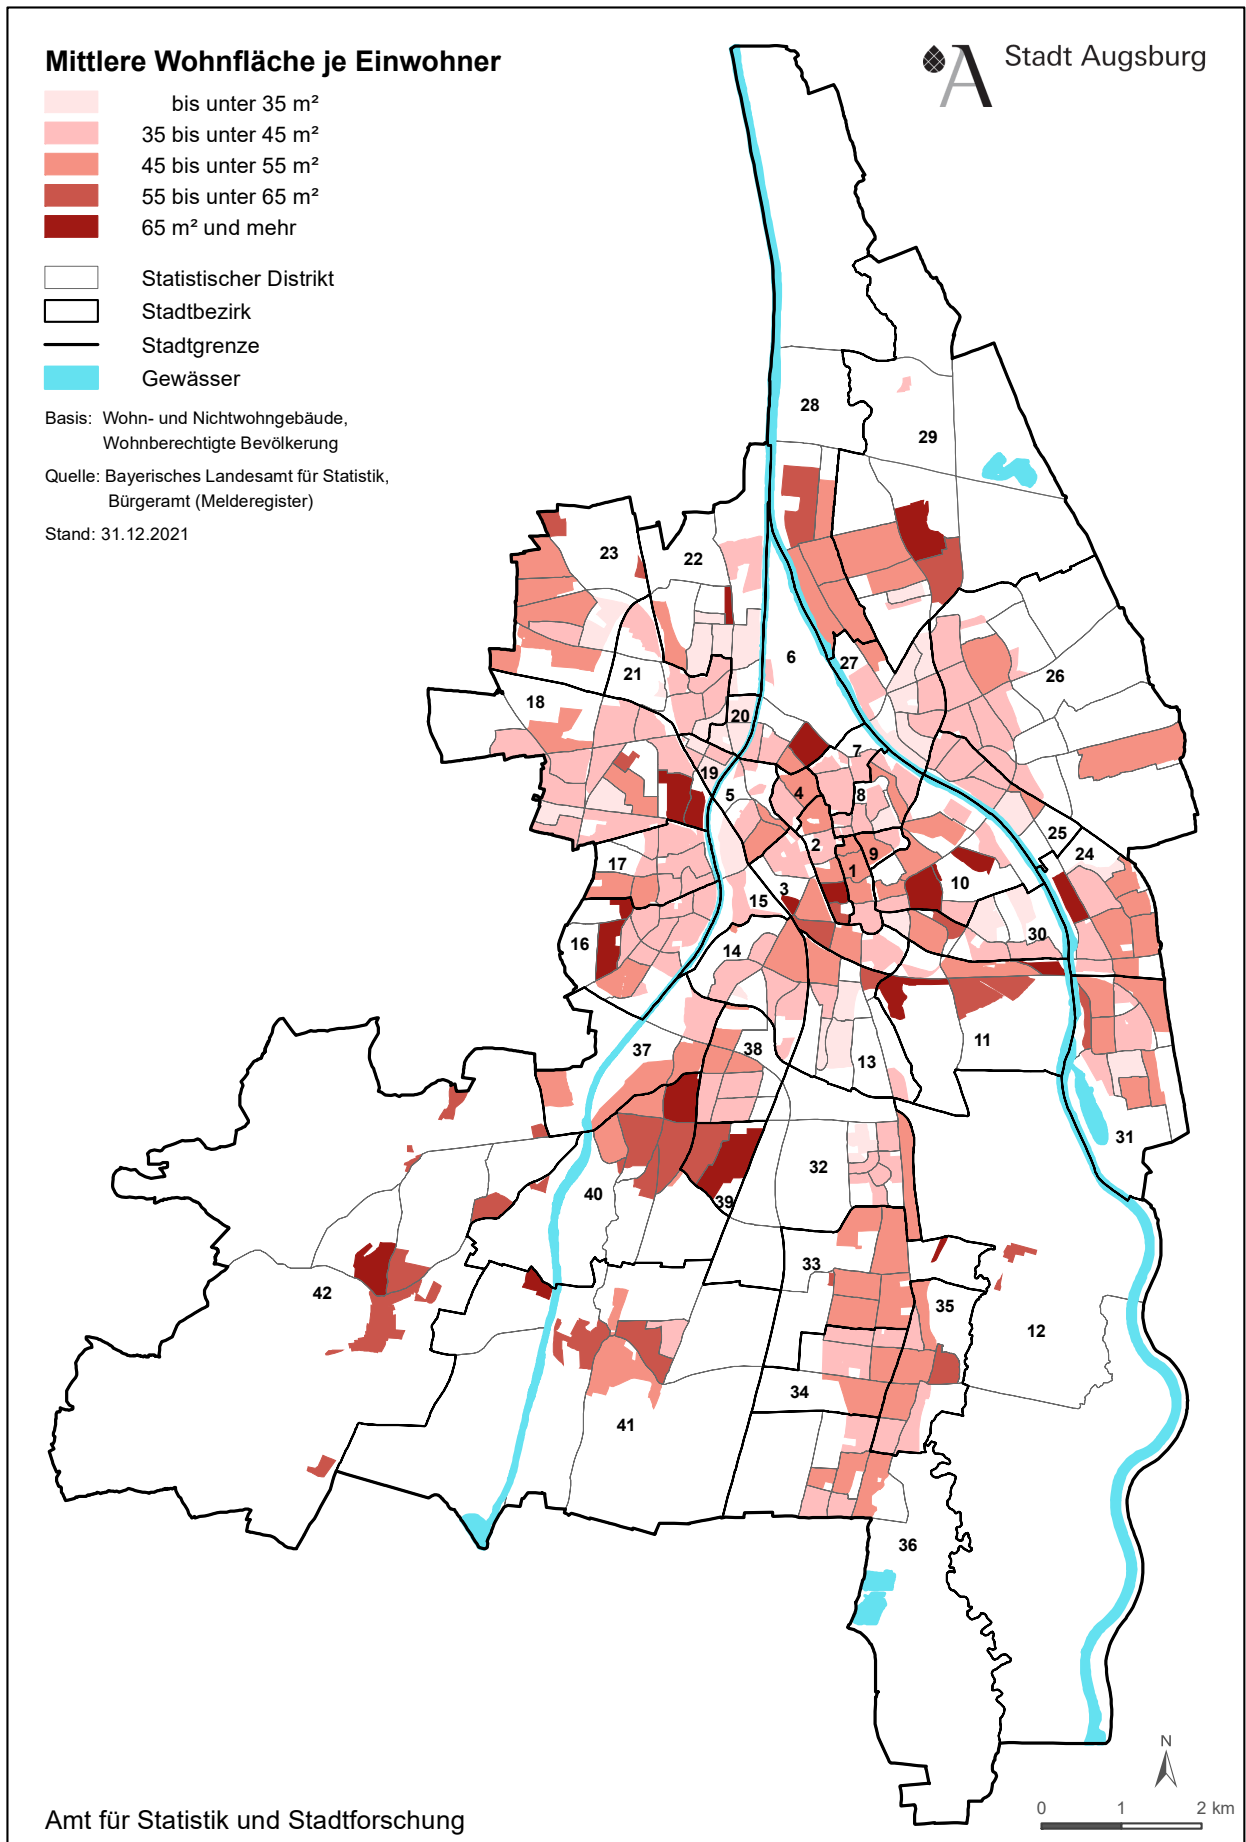 Mittlere Wohnfläche je Einwohner
bis unter 35 m²
35 bis unter 45 m²
45 bis unter 55 m²
55 bis unter 65 m²
65 m² und mehr
Statistischer Distrikt
Stadtbezirk
Stadtgrenze
Gewässer
Basis: Wohn- und Nichtwohngebäude,
Wohnberechtigte Bevölkerung
Quelle: Bayerisches Landesamt für Statistik,
Bürgeramt (Melderegister)
Stand: 31.12.2021
A Stadt Augsburg
28
29
23
22
6
27
21
26
18
20
7
19
5
4
8
25
2
9
24
17
1
10
3
15
30
16
14
11
37
38
13
31
32
40
39
33
42
35
12
34
41
36
N
0 1 2 km
Amt für Statistik und Stadtforschung